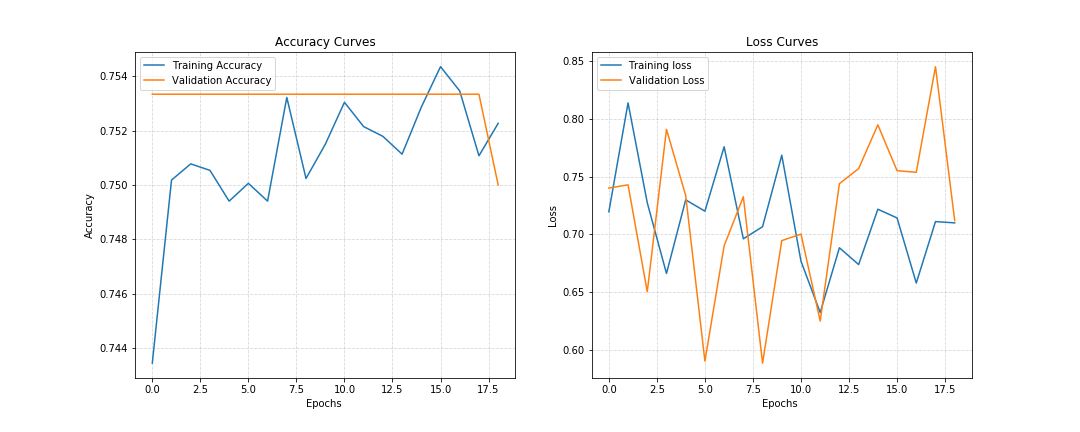 Accuracy Curves
Training Accuracy
Validation Accuracy
0.754
0.752
0.750
0.748
0.746
0.744
Accuracy
0.0 2.5 5.0 7.5 10.0 12.5 15.0 17.5
Epochs
Loss Curves
Training loss
Validation Loss
0.85
0.80
0.75
0.70
0.65
0.60
Loss
0.0 2.5 5.0 7.5 10.0 12.5 15.0 17.5
Epochs